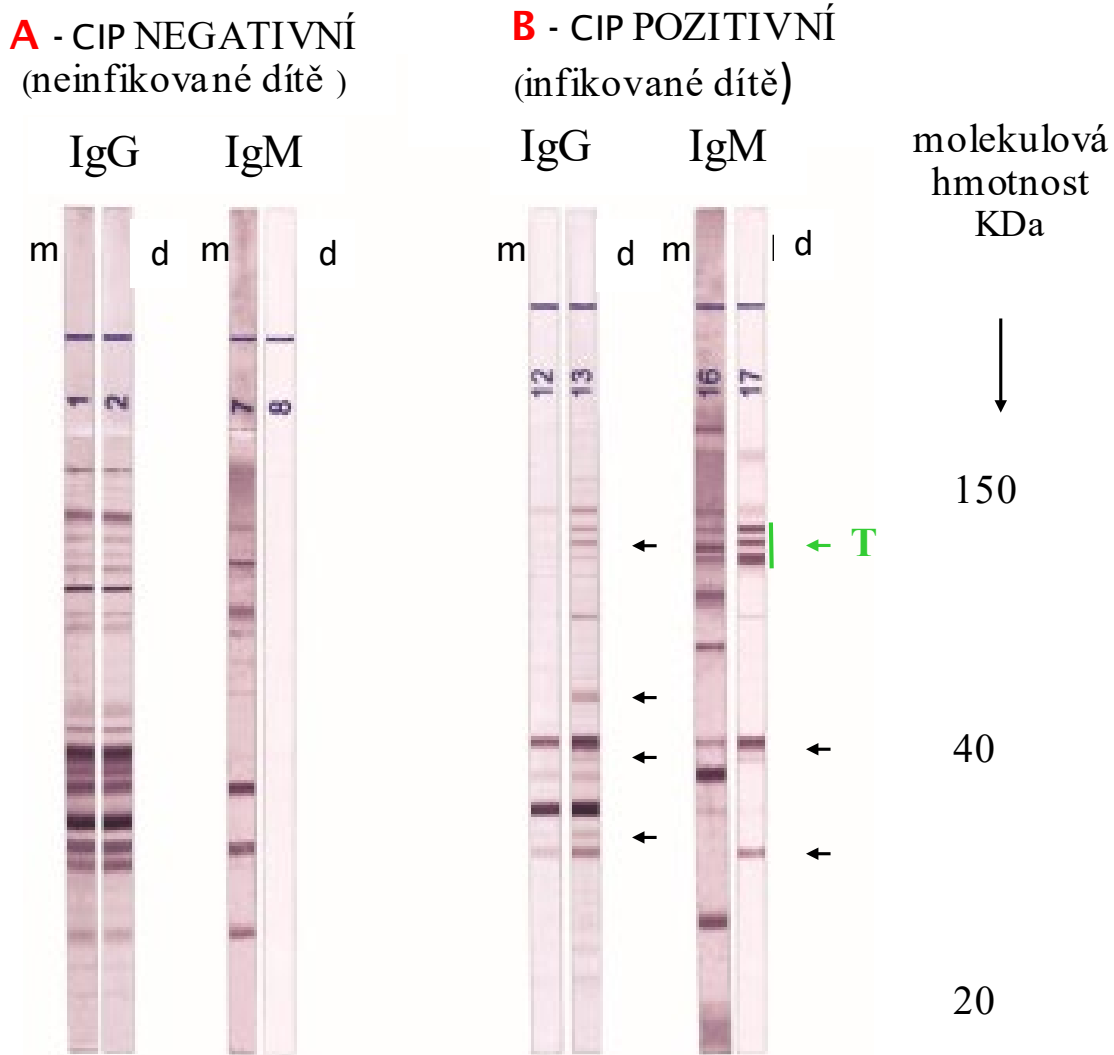 A - CIP NEGATIVNÍ
(neinfikované dítě )
B - CIP POZITIVNÍ
(infikované dítě)
IgG
IgM
IgG
IgM
molekulová
hmotnost
KDa
m
d
m
d
m
d
m
d
1
2
7
8
12
13
16
17
150
T
40
20